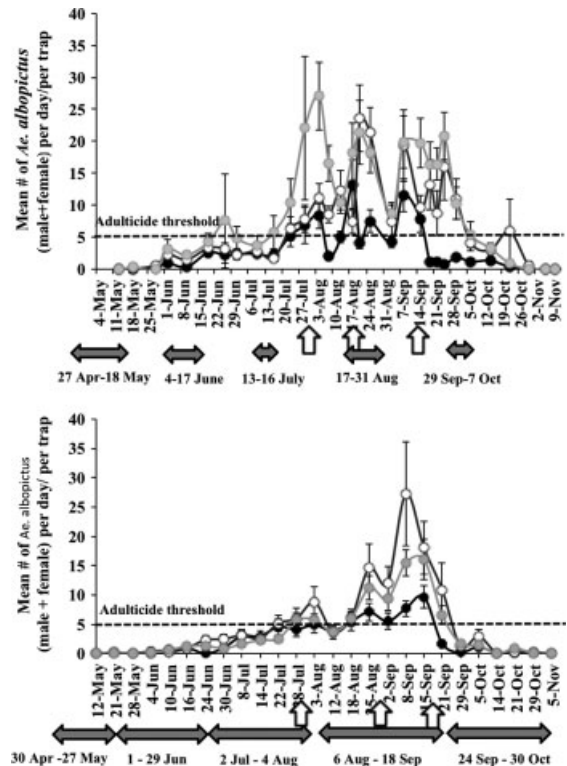 Mean # of Ae. albopictus
(male+female) per day/per trap
40
35
30
25
20
15
10
5
0
Adulticide threshold
4-May
11-May
18-May
25-May
1-Jun
8-Jun
15-Jun
22-Jun
29-Jun
6-Jul
13-Jul
20-Jul
27-Jul
3-Aug
10-Aug
7-Aug
24-Aug
31-Aug
7-Sep
14-Sep
21-Sep
28-Sep
5-Oct
12-Oct
19-Oct
26-Oct
2-Nov
9-Nov
27 Apr-18 May
4-17 June
13-16 July
17-31 Aug
29 Sep-7 Oct
Mean # of Ae. albopictus
(male + female) per day/ per trap
40
35
30
25
20
15
10
5
0
Adulticide threshold
12-May
21-May
28-May
4-Jun
10-Jun
16-Jun
24-Jun
30-Jun
8-Jul
14-Jul
22-Jul
28-Jul
3-Aug
12-Aug
18-Aug
25-Aug
2-Sep
8-Sep
15-Sep
21-Sep
29-Sep
5-Oct
14-Oct
21-Oct
29-Oct
5-Nov
30 Apr -27 May
1 - 29 Jun
2 Jul - 4 Aug
6 Aug - 18 Sep
24 Sep - 30 Oct